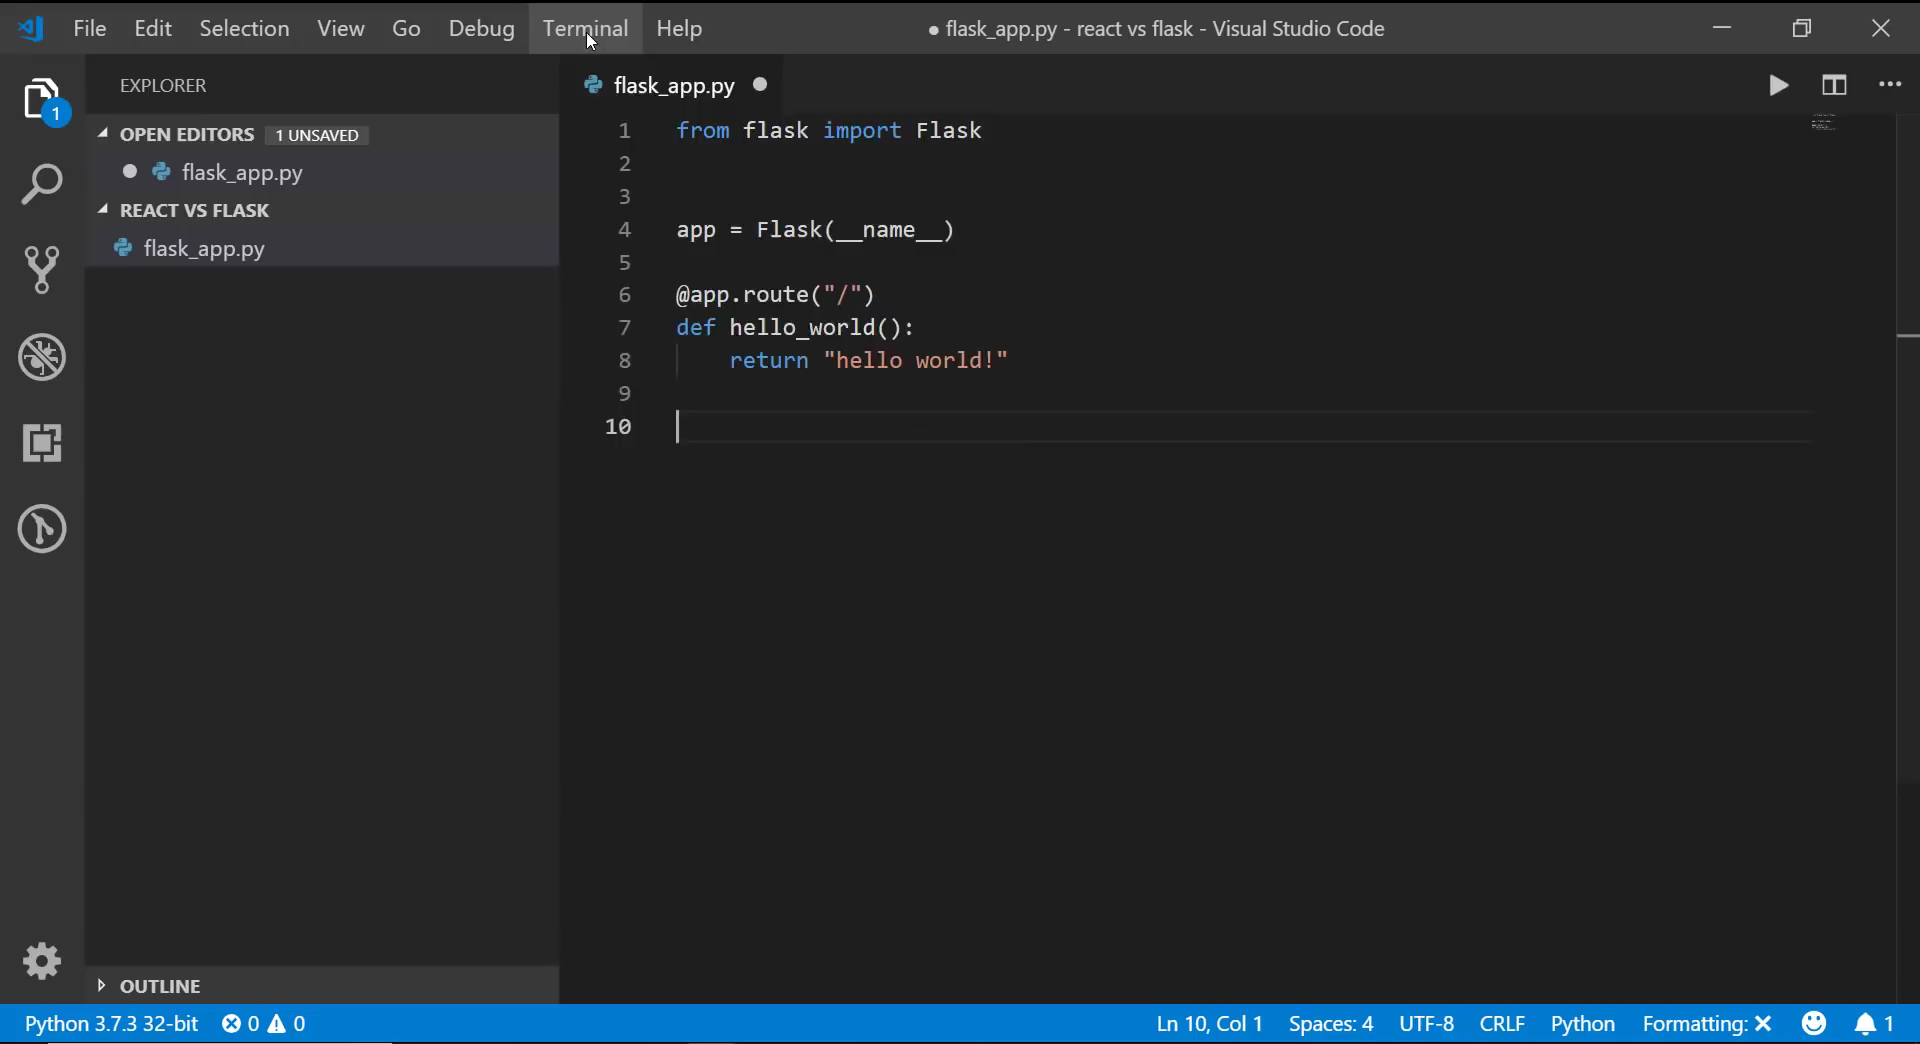 File Edit Selection View Go Debug Terminal Help ● flask_app.py - react vs flask - Visual Studio Code
EXPLORER
1
OPEN EDITORS 1 UNSAVED
flask_app.py
REACT VS FLASK
flask_app.py
OUTLINE
flask_app.py ●
1 from flask import Flask
2
3
4 app = Flask(__name__)
5
6 @app.route("/")
7 def hello_world():
8     return "hello world!"
9
10
Python 3.7.3 32-bit 0 0 Ln 10, Col 1 Spaces: 4 UTF-8 CRLF Python Formatting: ✕ 1